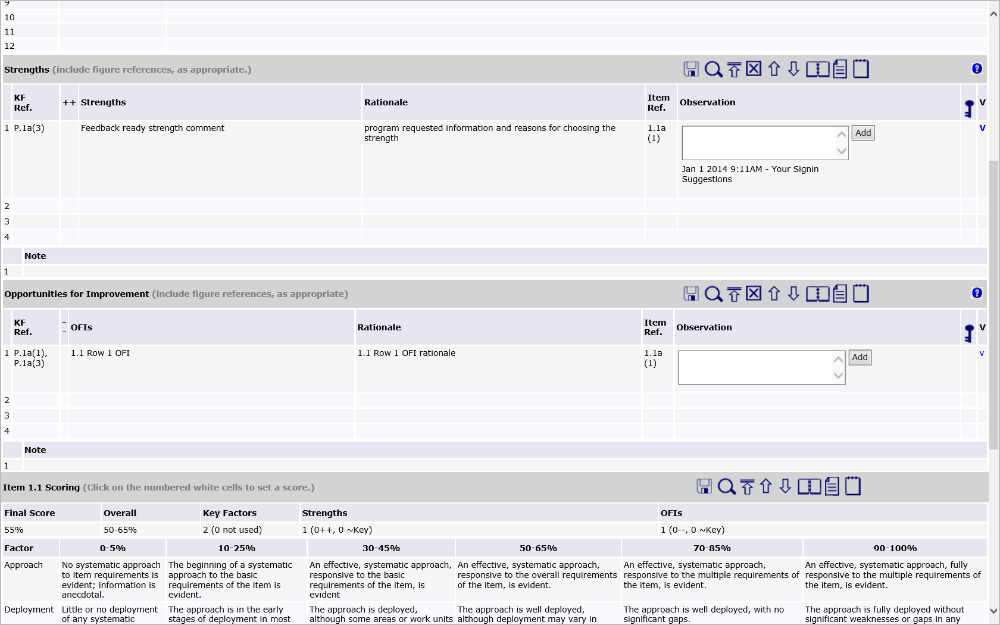 9
10
11
12
Strengths (include figure references, as appropriate.)
?
KF Ref. ++ Strengths Rationale Item Ref. Observation V
1 P.1a(3) Feedback ready strength comment program requested information and reasons for choosing the strength 1.1a (1) Add V
Jan 1 2014 9:11AM - Your Signin
Suggestions
2
3
4
Note
1
Opportunities for Improvement (include figure references, as appropriate)
?
KF Ref. -- OFIs Rationale Item Ref. Observation V
1 P.1a(1), P.1a(3) 1.1 Row 1 OFI 1.1 Row 1 OFI rationale 1.1a (1) Add v
2
3
4
Note
1
Item 1.1 Scoring (Click on the numbered white cells to set a score.)
Final Score Overall Key Factors Strengths OFIs
55% 50-65% 2 (0 not used) 1 (0++, 0 ~Key) 1 (0--, 0 ~Key)
Factor 0-5% 10-25% 30-45% 50-65% 70-85% 90-100%
Approach
No systematic approach
to item requirements is
evident; information is
anecdotal.
The beginning of a systematic
approach to the basic
requirements of the item is
evident.
An effective, systematic approach,
responsive to the basic
requirements of the item, is
evident
An effective, systematic approach,
responsive to the overall requirements
of the item, is evident.
An effective, systematic approach,
responsive to the multiple requirements of
the item, is evident.
An effective, systematic approach, fully
responsive to the multiple requirements of
the item, is evident.
Deployment
Little or no deployment
of any systematic
The approach is in the early
stages of deployment in most
The approach is deployed,
although some areas or work units
The approach is well deployed,
although deployment may vary in
The approach is well deployed, with no
significant gaps.
The approach is fully deployed without
significant weaknesses or gaps in any